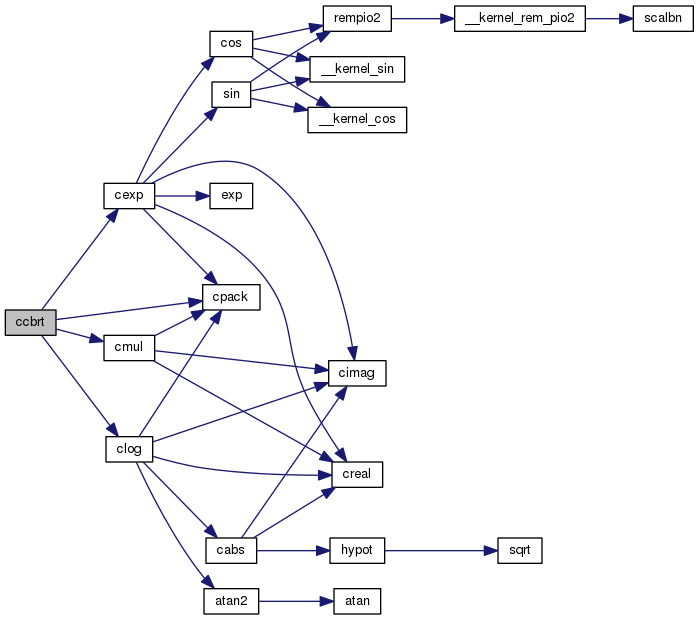 rempio2
__kernel_rem_pio2
scalbn
cos
__kernel_sin
sin
__kernel_cos
cexp
exp
cpack
ccbrt
cmul
cimag
clog
creal
cabs
hypot
sqrt
atan2
atan